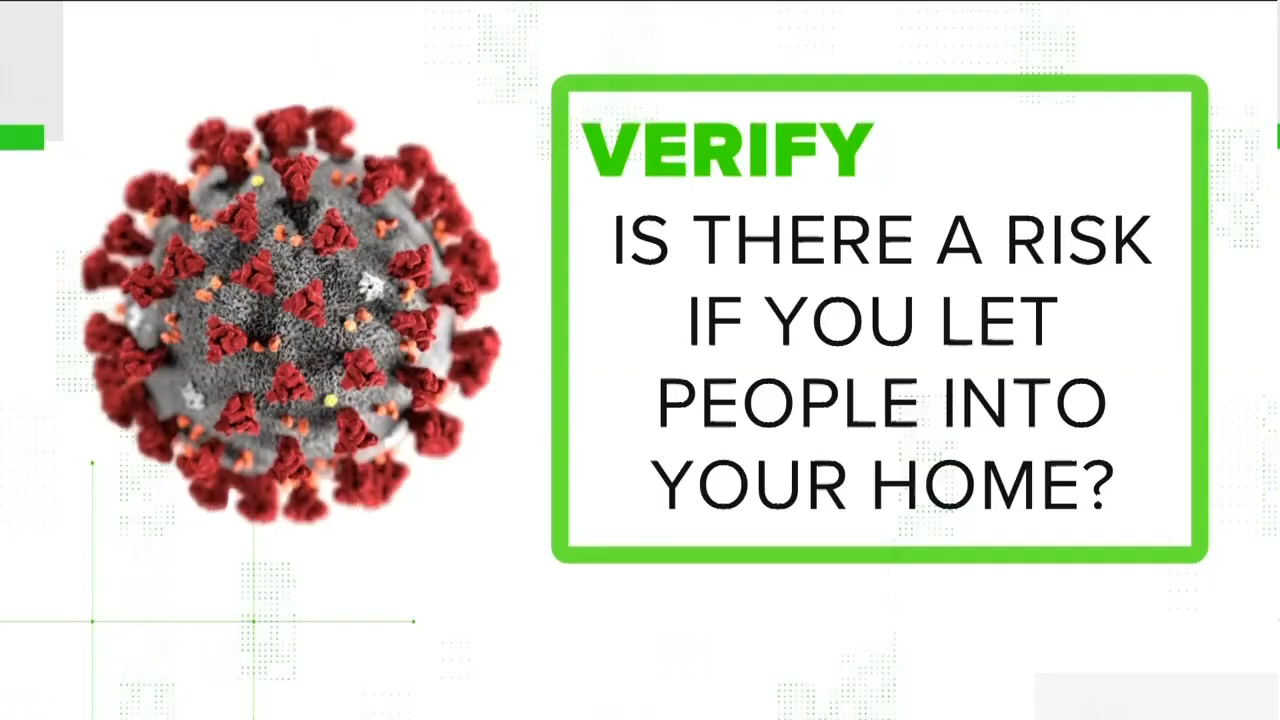 VERIFY
IS THERE A RISK
IF YOU LET
PEOPLE INTO
YOUR HOME?